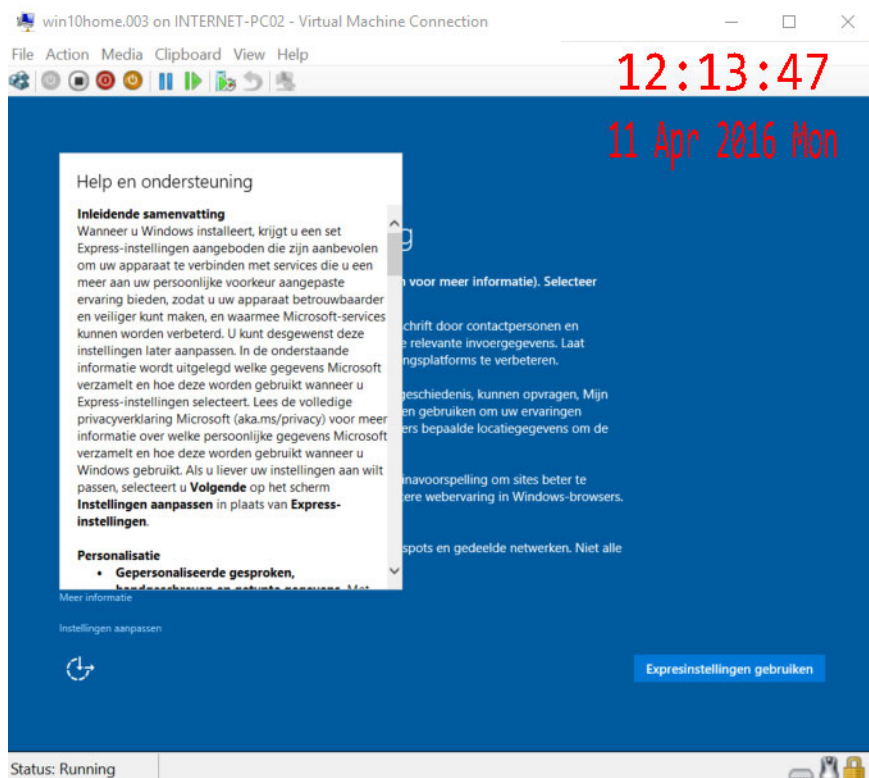 win10home.003 on INTERNET-PC02 - Virtual Machine Connection
File Action Media Clipboard View Help
12:13:47
11 Apr 2016 Mon
Help en ondersteuning
Inleidende samenvatting
Wanneer u Windows installeert, krijgt u een set
Express-instellingen aangeboden die zijn aanbevolen
om uw apparaat te verbinden met services die u een
meer aan uw persoonlijke voorkeur aangepaste
ervaring bieden, zodat u uw apparaat betrouwbaarder
en veiliger kunt maken, en waarmee Microsoft-services
kunnen worden verbeterd. U kunt desgewenst deze
instellingen later aanpassen. In de onderstaande
informatie wordt uitgelegd welke gegevens Microsoft
verzamelt en hoe deze worden gebruikt wanneer u
Express-instellingen selecteert. Lees de volledige
privacyverklaring Microsoft (aka.ms/privacy) voor meer
informatie over welke persoonlijke gegevens Microsoft
verzamelt en hoe deze worden gebruikt wanneer u
Windows gebruikt. Als u liever uw instellingen aan wilt
passen, selecteert u Volgende op het scherm
Instellingen aanpassen in plaats van Express-
instellingen.
Personalisatie
• Gepersonaliseerde gesproken,
g
voor meer informatie). Selecteer
schrift door contactpersonen en
relevante invoergegevens. Laat
ngsplatforms te verbeteren.
geschiedenis, kunnen opvragen, Mijn
en gebruiken om uw ervaringen
ers bepaalde locatiegegevens om de
inavoorspelling om sites beter te
tere webervaring in Windows-browsers.
spots en gedeelde netwerken. Niet alle
Meer informatie
Instellingen aanpassen
Expresinstellingen gebruiken
Status: Running